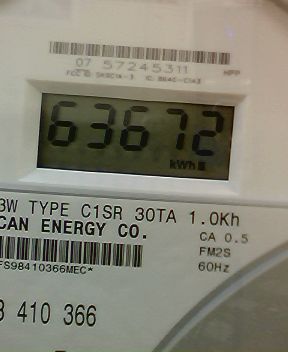 07 57245311
HPP
63672
kWh
3W TYPE C1SR 30TA 1.0Kh
CAN ENERGY CO.
CA 0.5
FM2S
FS98410366MEC*
60Hz
3 410 366